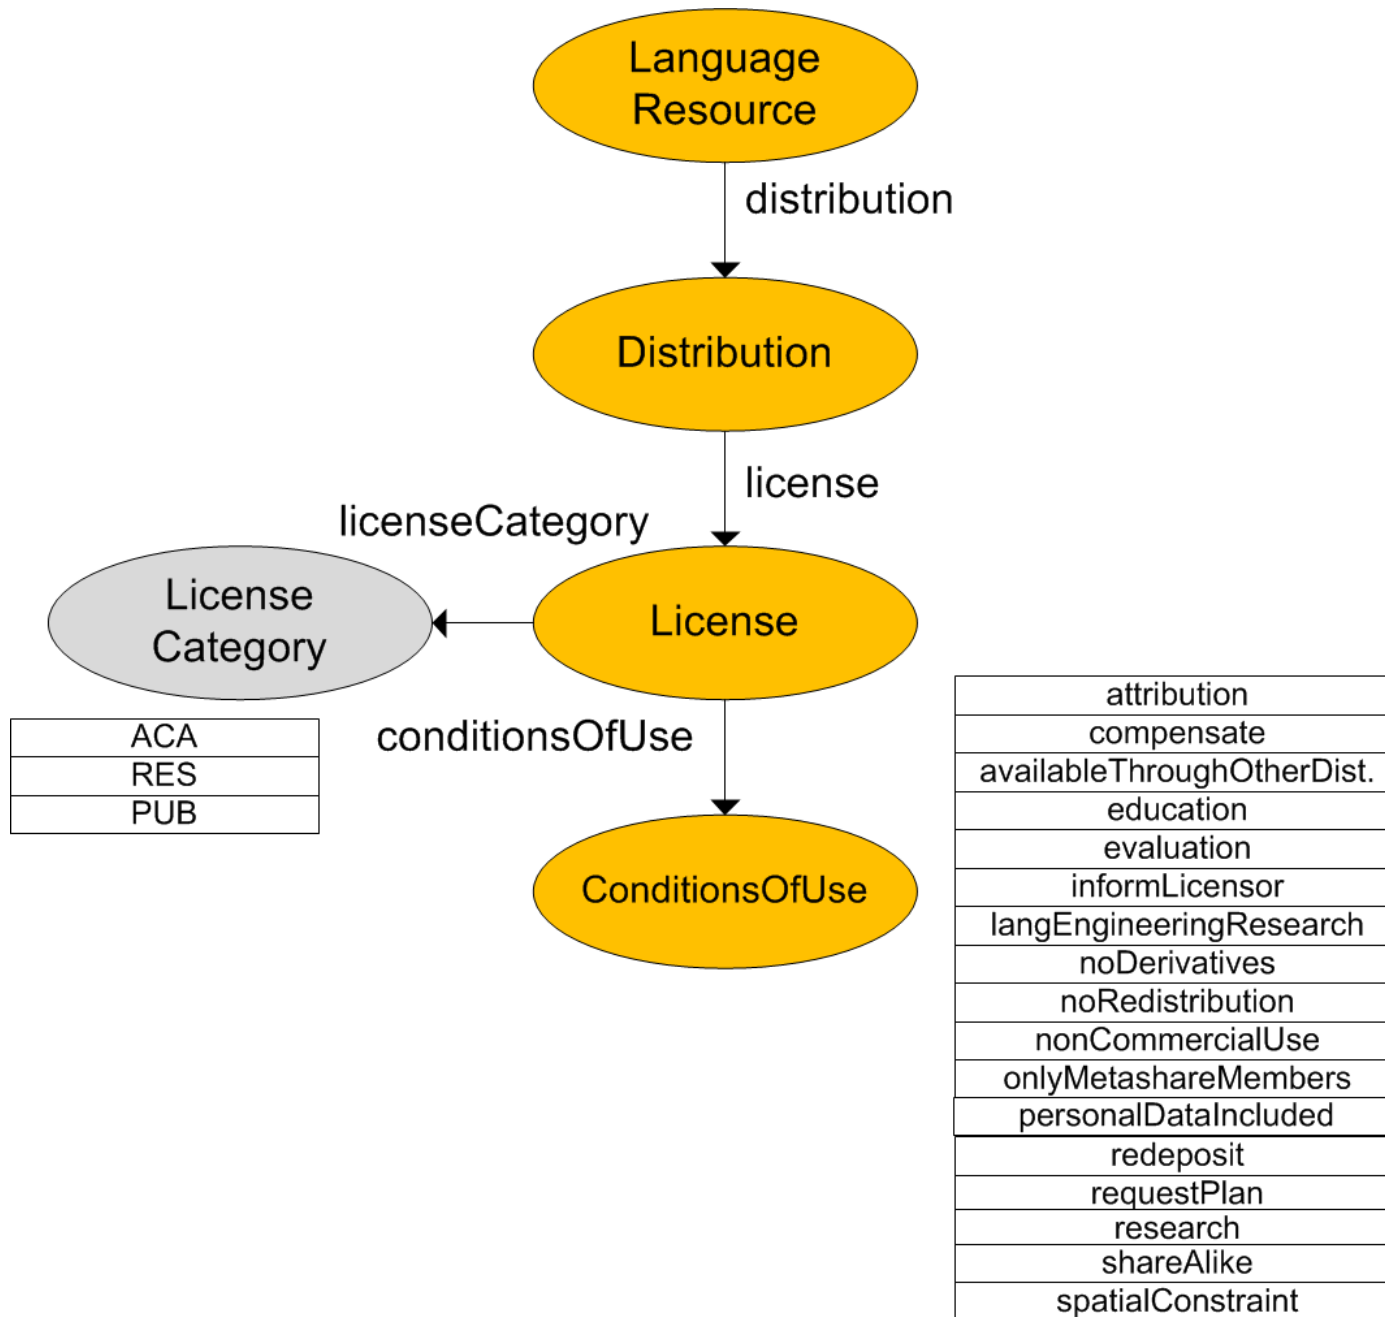 Language
Resource
distribution
Distribution
license
licenseCategory
License
Category
License
ACA
RES
PUB
conditionsOfUse
ConditionsOfUse
attribution
compensate
availableThroughOtherDist.
education
evaluation
informLicensor
langEngineeringResearch
noDerivatives
noRedistribution
nonCommercialUse
onlyMetashareMembers
personalDataIncluded
redeposit
requestPlan
research
shareAlike
spatialConstraint